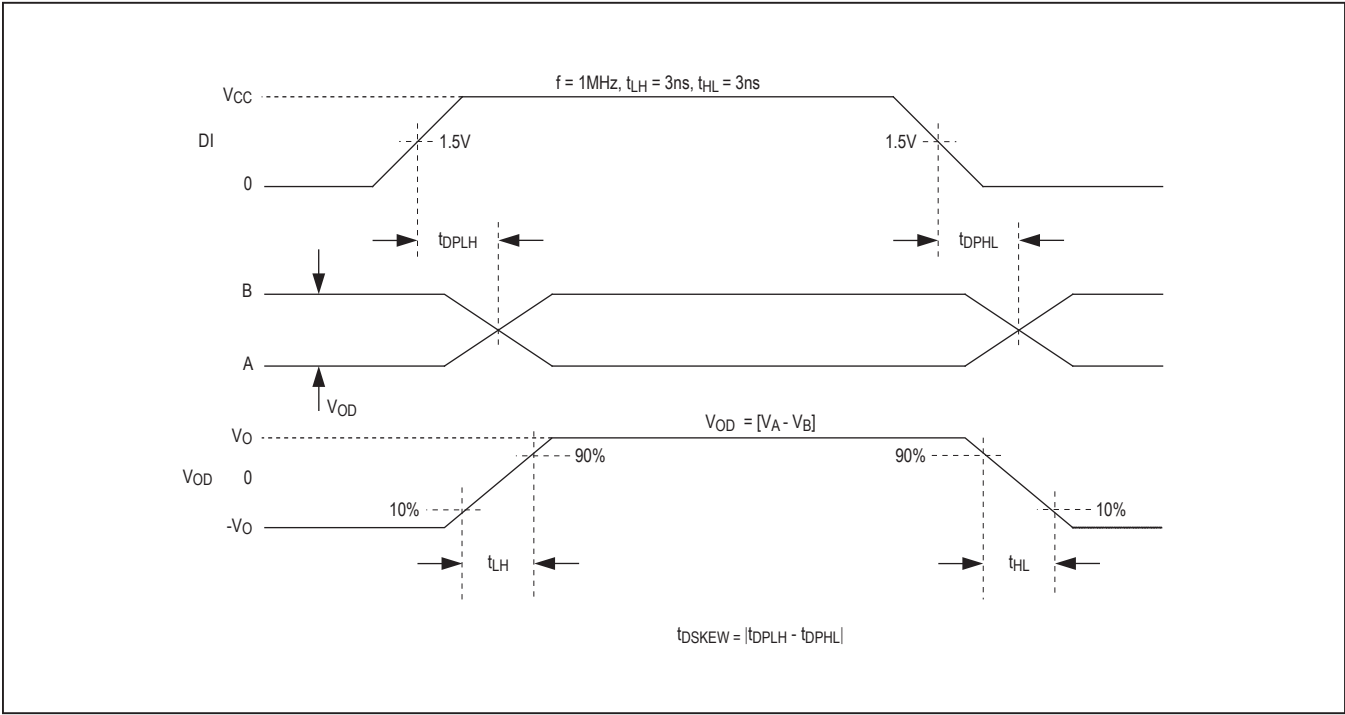 f = 1MHz, tLH = 3ns, tHL = 3ns
VCC
DI
1.5V
1.5V
0
tDPLH
tDPHL
B
A
VOD
VOD = [VA - VB]
VO
90%
90%
VOD 0
10%
10%
-VO
tLH
tHL
tDSKEW = |tDPLH - tDPHL|